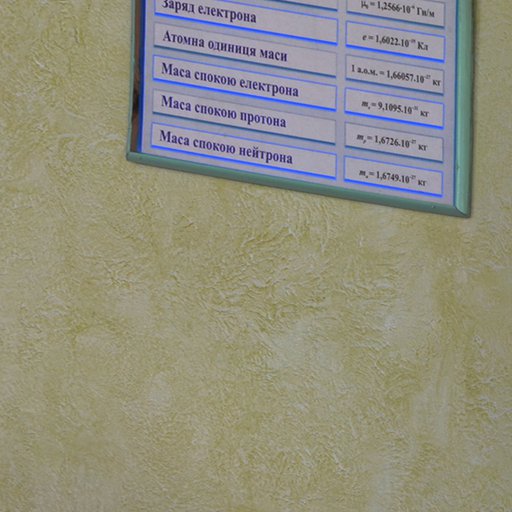 μ₀ = 1,2566·10⁻⁶ Гн/м
Заряд електрона
e = 1,6022.10⁻¹⁹ Кл
Атомна одиниця маси
1 а.о.м. = 1,66057.10⁻²⁷ кг
Маса спокою електрона
mₑ = 9,1095.10⁻³¹ кг
Маса спокою протона
mₚ = 1,6726.10⁻²⁷ кг
Маса спокою нейтрона
mₙ = 1,6749.10⁻²⁷ кг